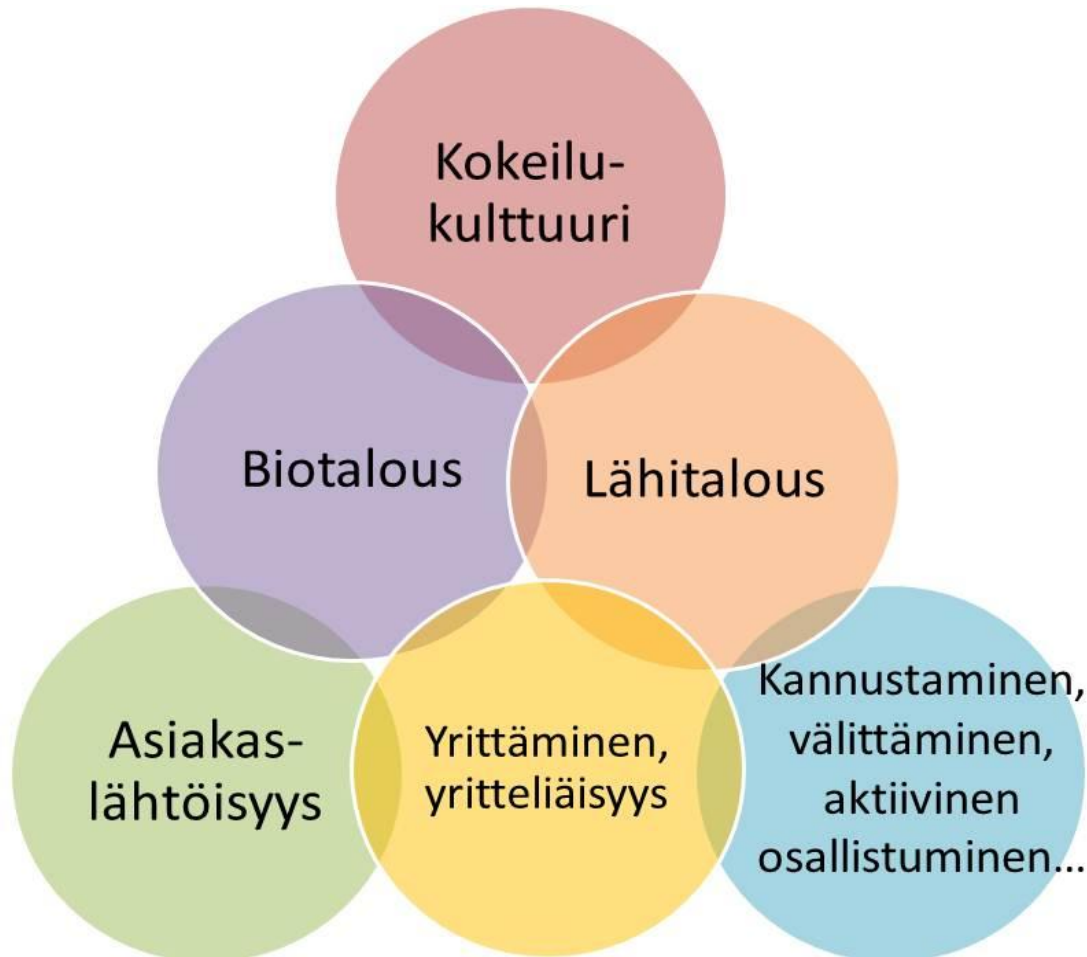 Kokeilu-
kulttuuri
Biotalous
Lähitalous
Asiakas-
lähtöisyys
Yrittäminen,
yritteliäisyys
Kannustaminen,
välittäminen,
aktiivinen
osallistuminen...